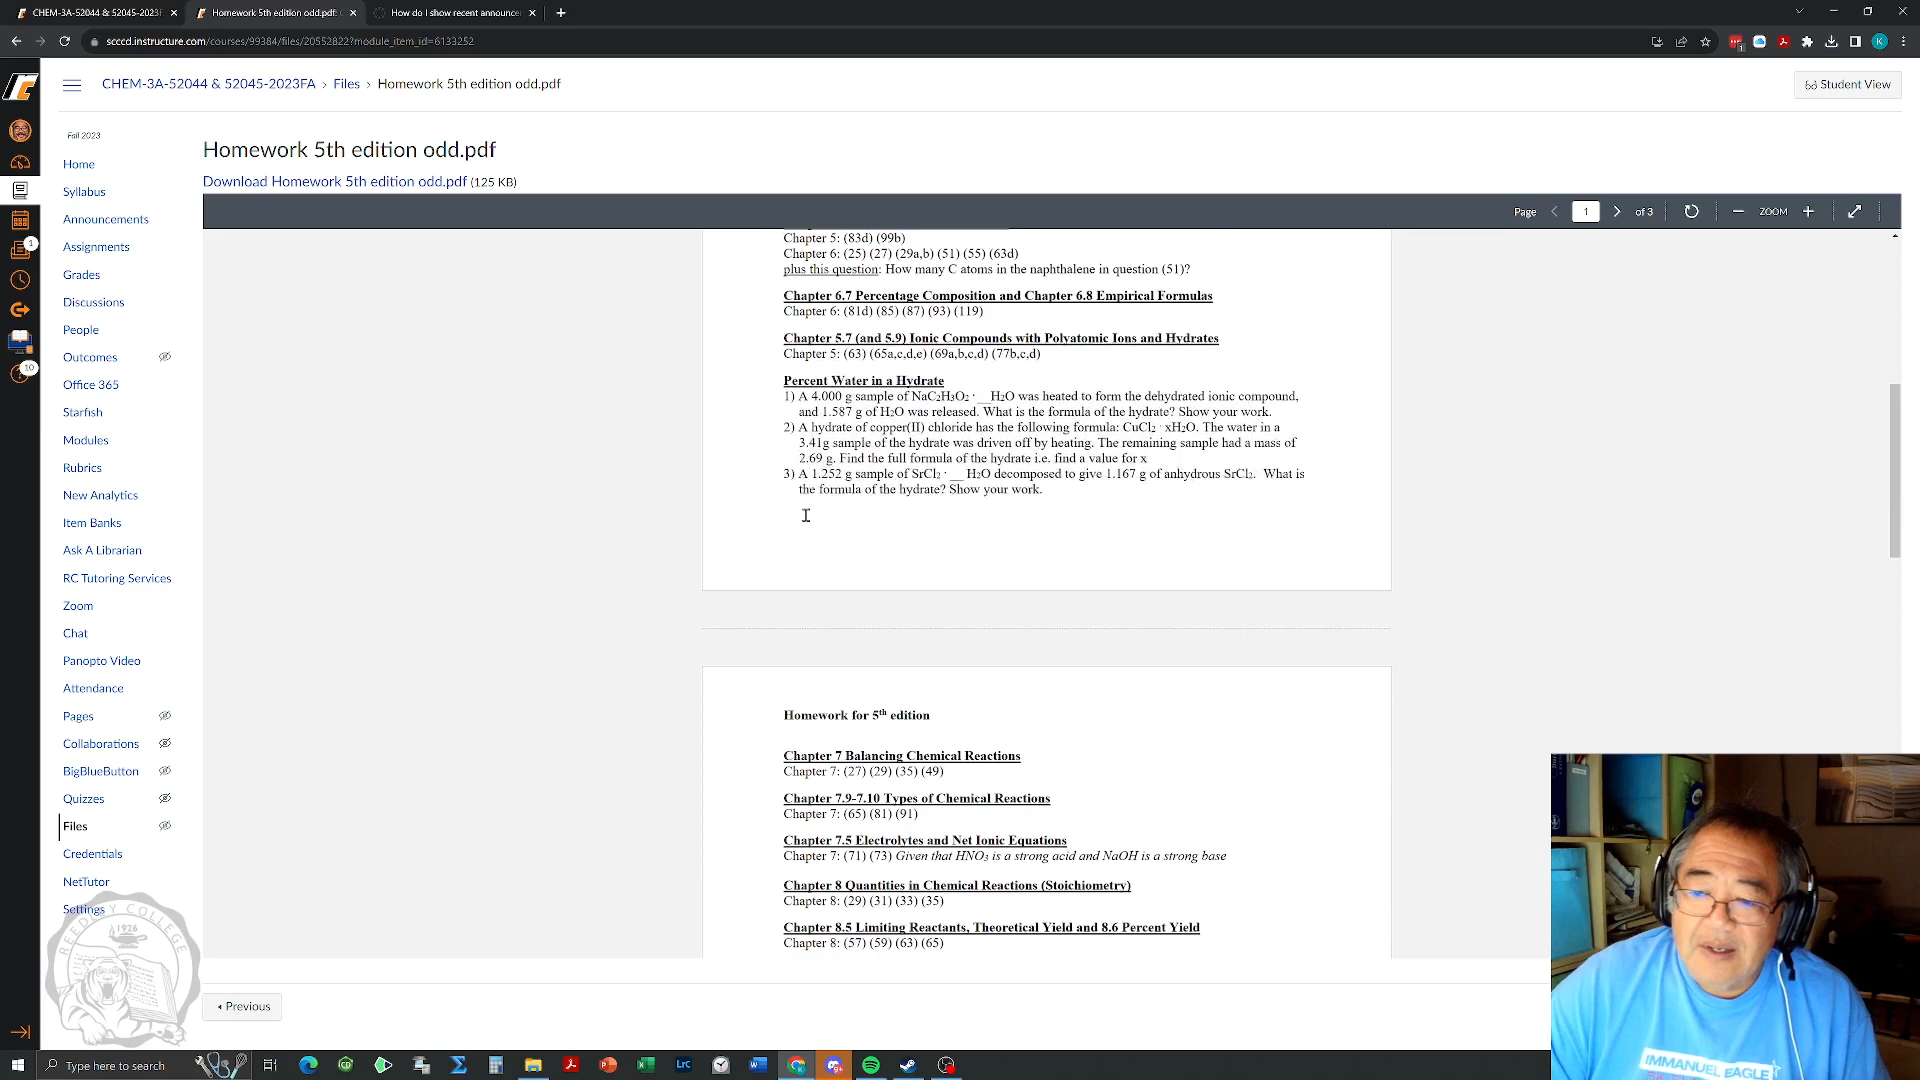 CHEM-3A-52044 & 52045-2023F
Homework 5th edition odd.pdf:
How do I show recent announce
scccd.instructure.com/courses/99384/files/20552822?module_item_id=6133252
CHEM-3A-52044 & 52045-2023FA › Files › Homework 5th edition odd.pdf
Student View
Fall 2023
Home
Syllabus
Announcements
Assignments
Grades
Discussions
People
Outcomes
Office 365
Starfish
Modules
Rubrics
New Analytics
Item Banks
Ask A Librarian
RC Tutoring Services
Zoom
Chat
Panopto Video
Attendance
Pages
Collaborations
BigBlueButton
Quizzes
Files
Credentials
NetTutor
Settings
1
10
Homework 5th edition odd.pdf
Download Homework 5th edition odd.pdf (125 KB)
Page 1 of 3 ZOOM
Chapter 5: (83d) (99b)
Chapter 6: (25) (27) (29a,b) (51) (55) (63d)
plus this question: How many C atoms in the naphthalene in question (51)?
Chapter 6.7 Percentage Composition and Chapter 6.8 Empirical Formulas
Chapter 6: (81d) (85) (87) (93) (119)
Chapter 5.7 (and 5.9) Ionic Compounds with Polyatomic Ions and Hydrates
Chapter 5: (63) (65a,c,d,e) (69a,b,c,d) (77b,c,d)
Percent Water in a Hydrate
1) A 4.000 g sample of NaC₂H₃O₂ · __H₂O was heated to form the dehydrated ionic compound,
and 1.587 g of H₂O was released. What is the formula of the hydrate? Show your work.
2) A hydrate of copper(II) chloride has the following formula: CuCl₂ · xH₂O. The water in a
3.41g sample of the hydrate was driven off by heating. The remaining sample had a mass of
2.69 g. Find the full formula of the hydrate i.e. find a value for x
3) A 1.252 g sample of SrCl₂ · __ H₂O decomposed to give 1.167 g of anhydrous SrCl₂. What is
the formula of the hydrate? Show your work.
Homework for 5th edition
Chapter 7 Balancing Chemical Reactions
Chapter 7: (27) (29) (35) (49)
Chapter 7.9-7.10 Types of Chemical Reactions
Chapter 7: (65) (81) (91)
Chapter 7.5 Electrolytes and Net Ionic Equations
Chapter 7: (71) (73) Given that HNO₃ is a strong acid and NaOH is a strong base
Chapter 8 Quantities in Chemical Reactions (Stoichiometry)
Chapter 8: (29) (31) (33) (35)
Chapter 8.5 Limiting Reactants, Theoretical Yield and 8.6 Percent Yield
Chapter 8: (57) (59) (63) (65)
Previous
REEDLEY COLLEGE
1926
IMMANUEL EAGLE
Type here to search